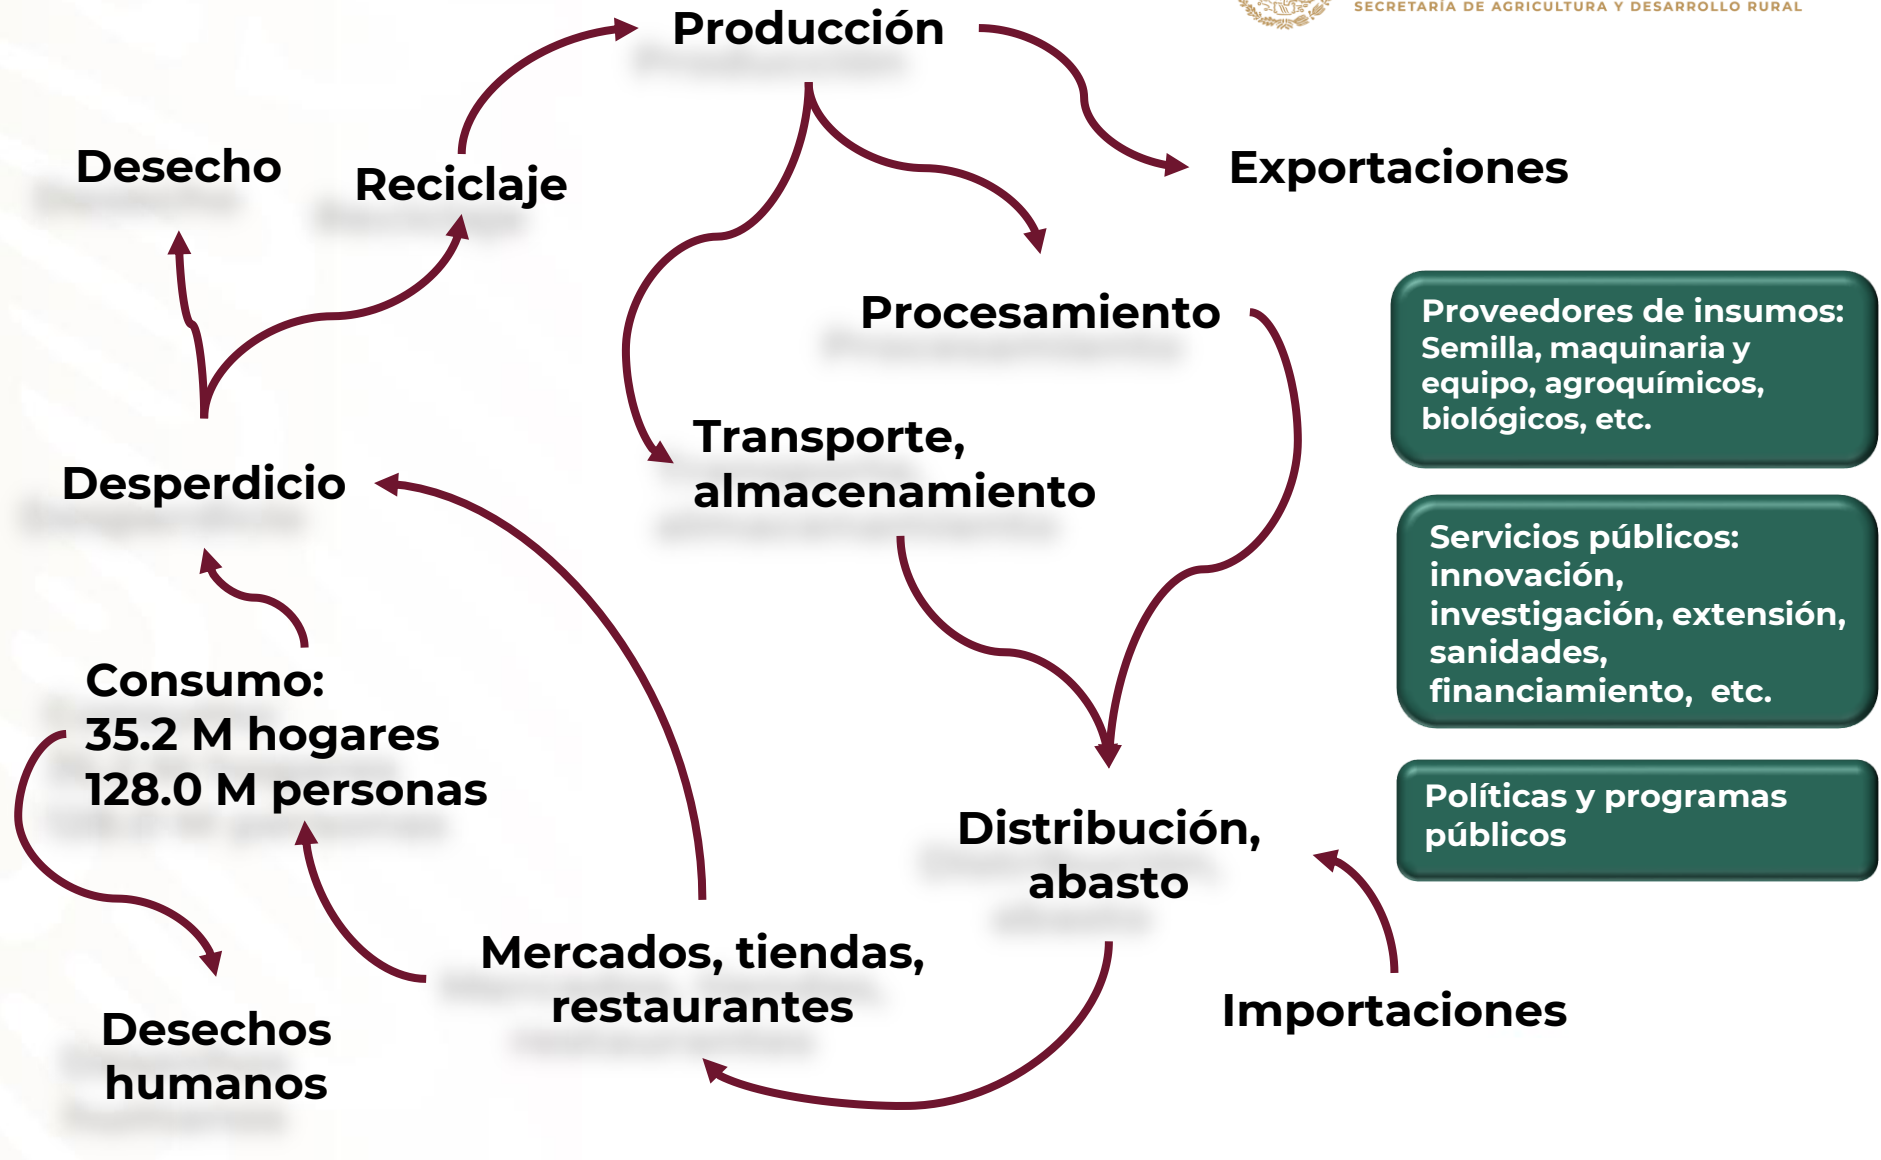 SECRETARÍA DE AGRICULTURA Y DESARROLLO RURAL
Producción
Desecho
Reciclaje
Exportaciones
Procesamiento
Proveedores de insumos:
Semilla, maquinaria y
equipo, agroquímicos,
biológicos, etc.
Transporte,
almacenamiento
Desperdicio
Servicios públicos:
innovación,
investigación, extensión,
sanidades,
financiamiento, etc.
Consumo:
35.2 M hogares
128.0 M personas
Políticas y programas
públicos
Distribución,
abasto
Mercados, tiendas,
restaurantes
Importaciones
Desechos
humanos